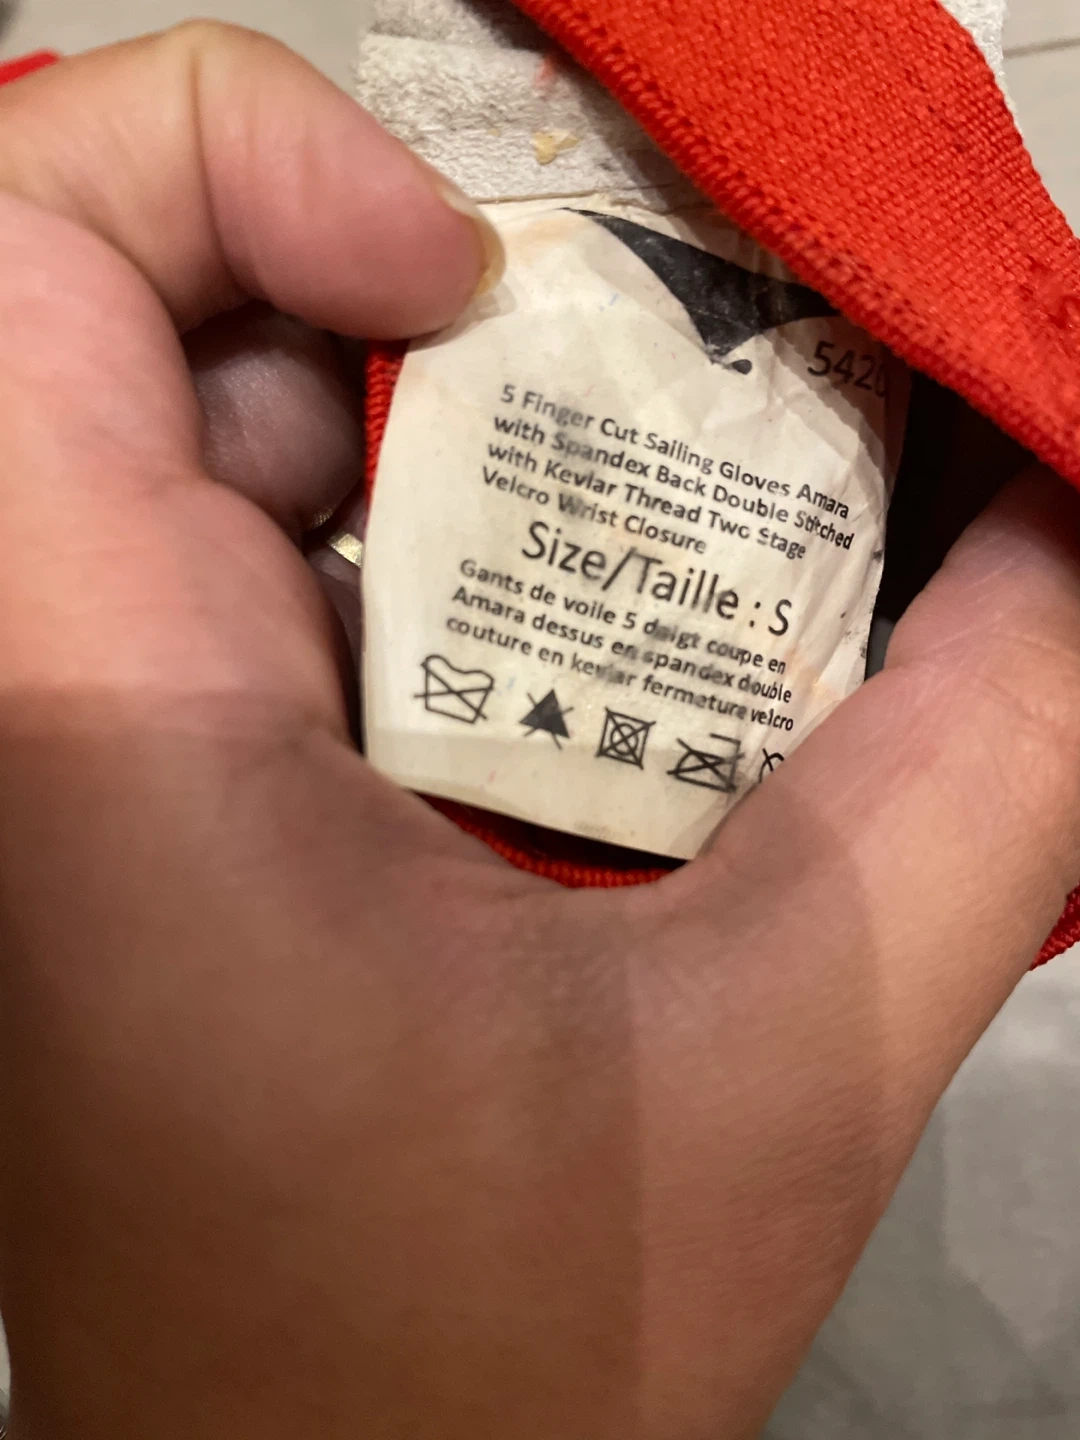 5420
5 Finger Cut Sailing Gloves Amara
with Spandex Back Double Stitched
with Kevlar Thread Two Stage
Velcro Wrist Closure
Size/Taille : S
Gants de voile 5 doigt coupe en
Amara dessus en spandex double
couture en kevlar fermeture velcro